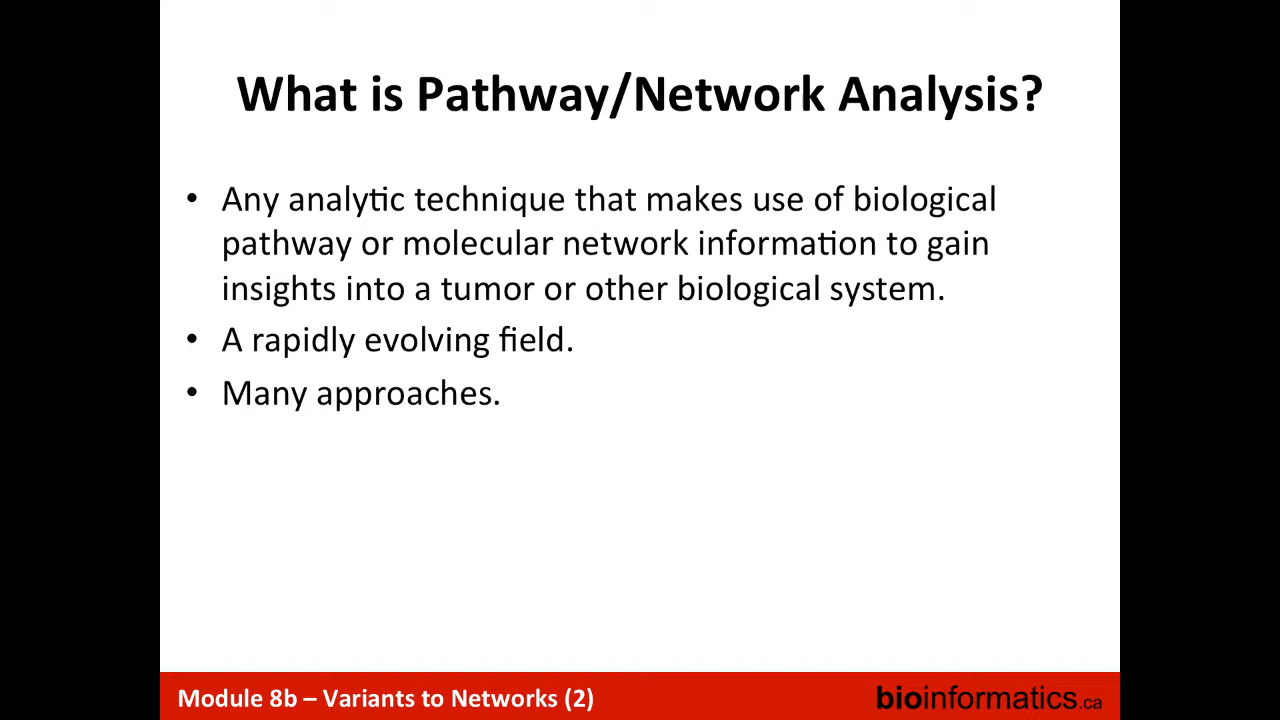 What is Pathway/Network Analysis?
• Any analytic technique that makes use of biological
pathway or molecular network information to gain
insights into a tumor or other biological system.
• A rapidly evolving field.
• Many approaches.
Module 8b – Variants to Networks (2)
bioinformatics.ca